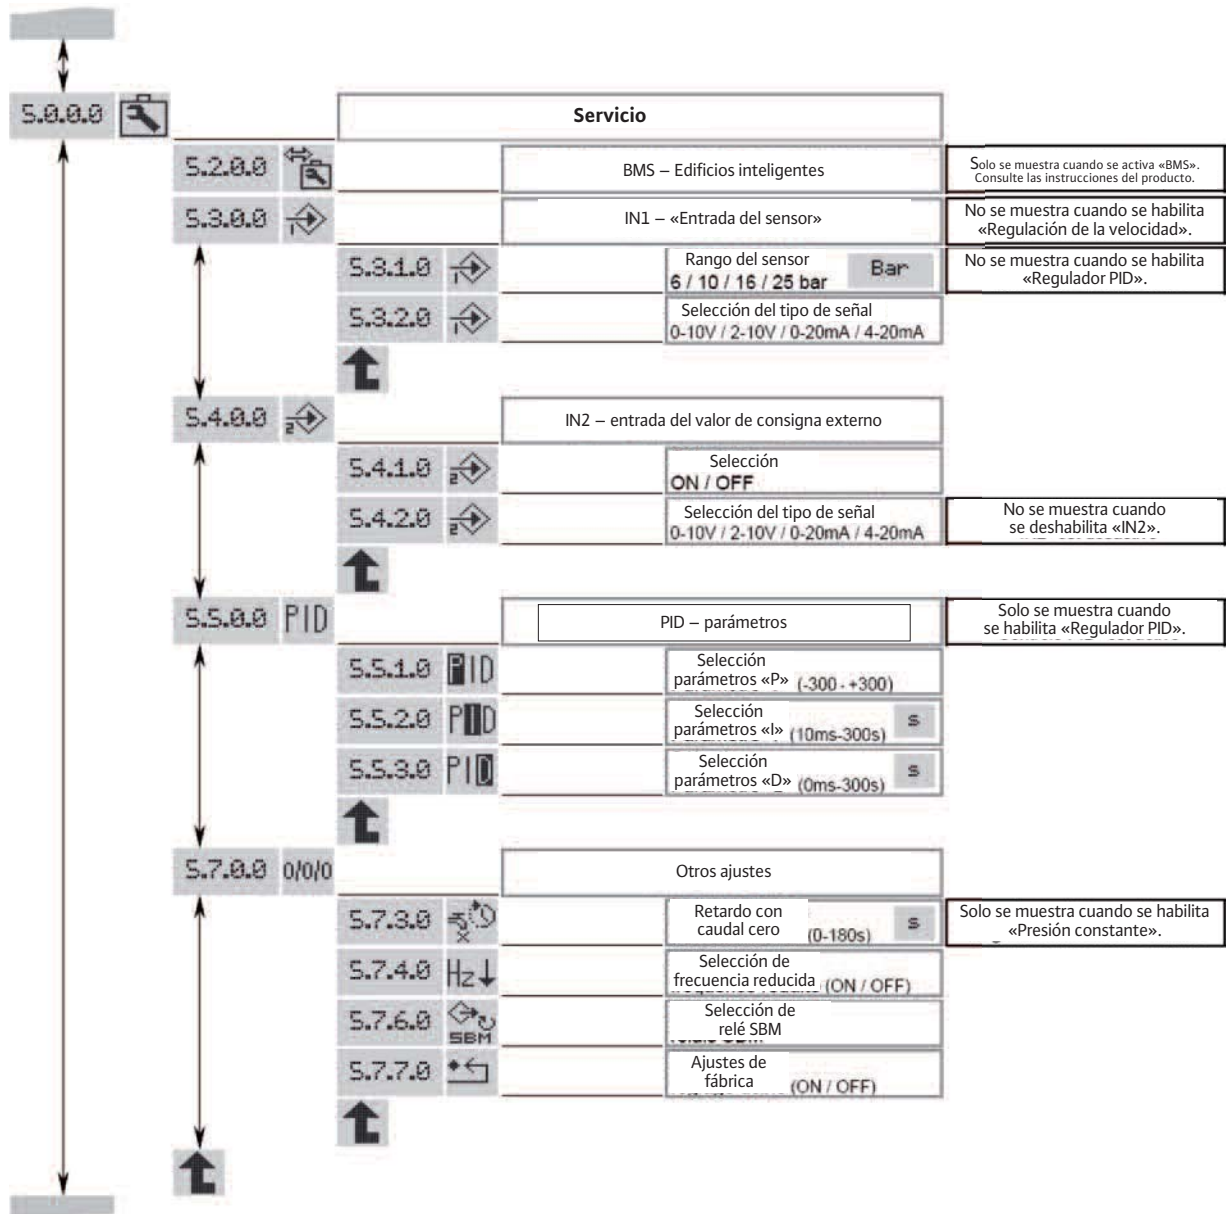 5.0.0.0
Servicio
5.2.0.0
BMS – Edificios inteligentes
Solo se muestra cuando se activa «BMS».
Consulte las instrucciones del producto.
5.3.0.0
1
IN1 – «Entrada del sensor»
No se muestra cuando se habilita
«Regulación de la velocidad».
5.3.1.0
1
Rango del sensor
6 / 10 / 16 / 25 bar
Bar
No se muestra cuando se habilita
«Regulador PID».
5.3.2.0
1
Selección del tipo de señal
0-10V / 2-10V / 0-20mA / 4-20mA
5.4.0.0
2
IN2 – entrada del valor de consigna externo
5.4.1.0
2
Selección
ON / OFF
5.4.2.0
2
Selección del tipo de señal
0-10V / 2-10V / 0-20mA / 4-20mA
No se muestra cuando
se deshabilita «IN2».
5.5.0.0
PID
PID – parámetros
Solo se muestra cuando
se habilita «Regulador PID».
5.5.1.0
PID
Selección
parámetros «P» (-300 - +300)
5.5.2.0
PID
Selección
parámetros «I» (10ms-300s)
s
5.5.3.0
PID
Selección
parámetros «D» (0ms-300s)
s
5.7.0.0
0/0/0
Otros ajustes
5.7.3.0
Retardo con
caudal cero (0-180s)
s
Solo se muestra cuando se habilita
«Presión constante».
5.7.4.0
Hz
Selección de
frecuencia reducida (ON / OFF)
5.7.6.0
SBM
Selección de
relé SBM
5.7.7.0
Ajustes de
fábrica (ON / OFF)